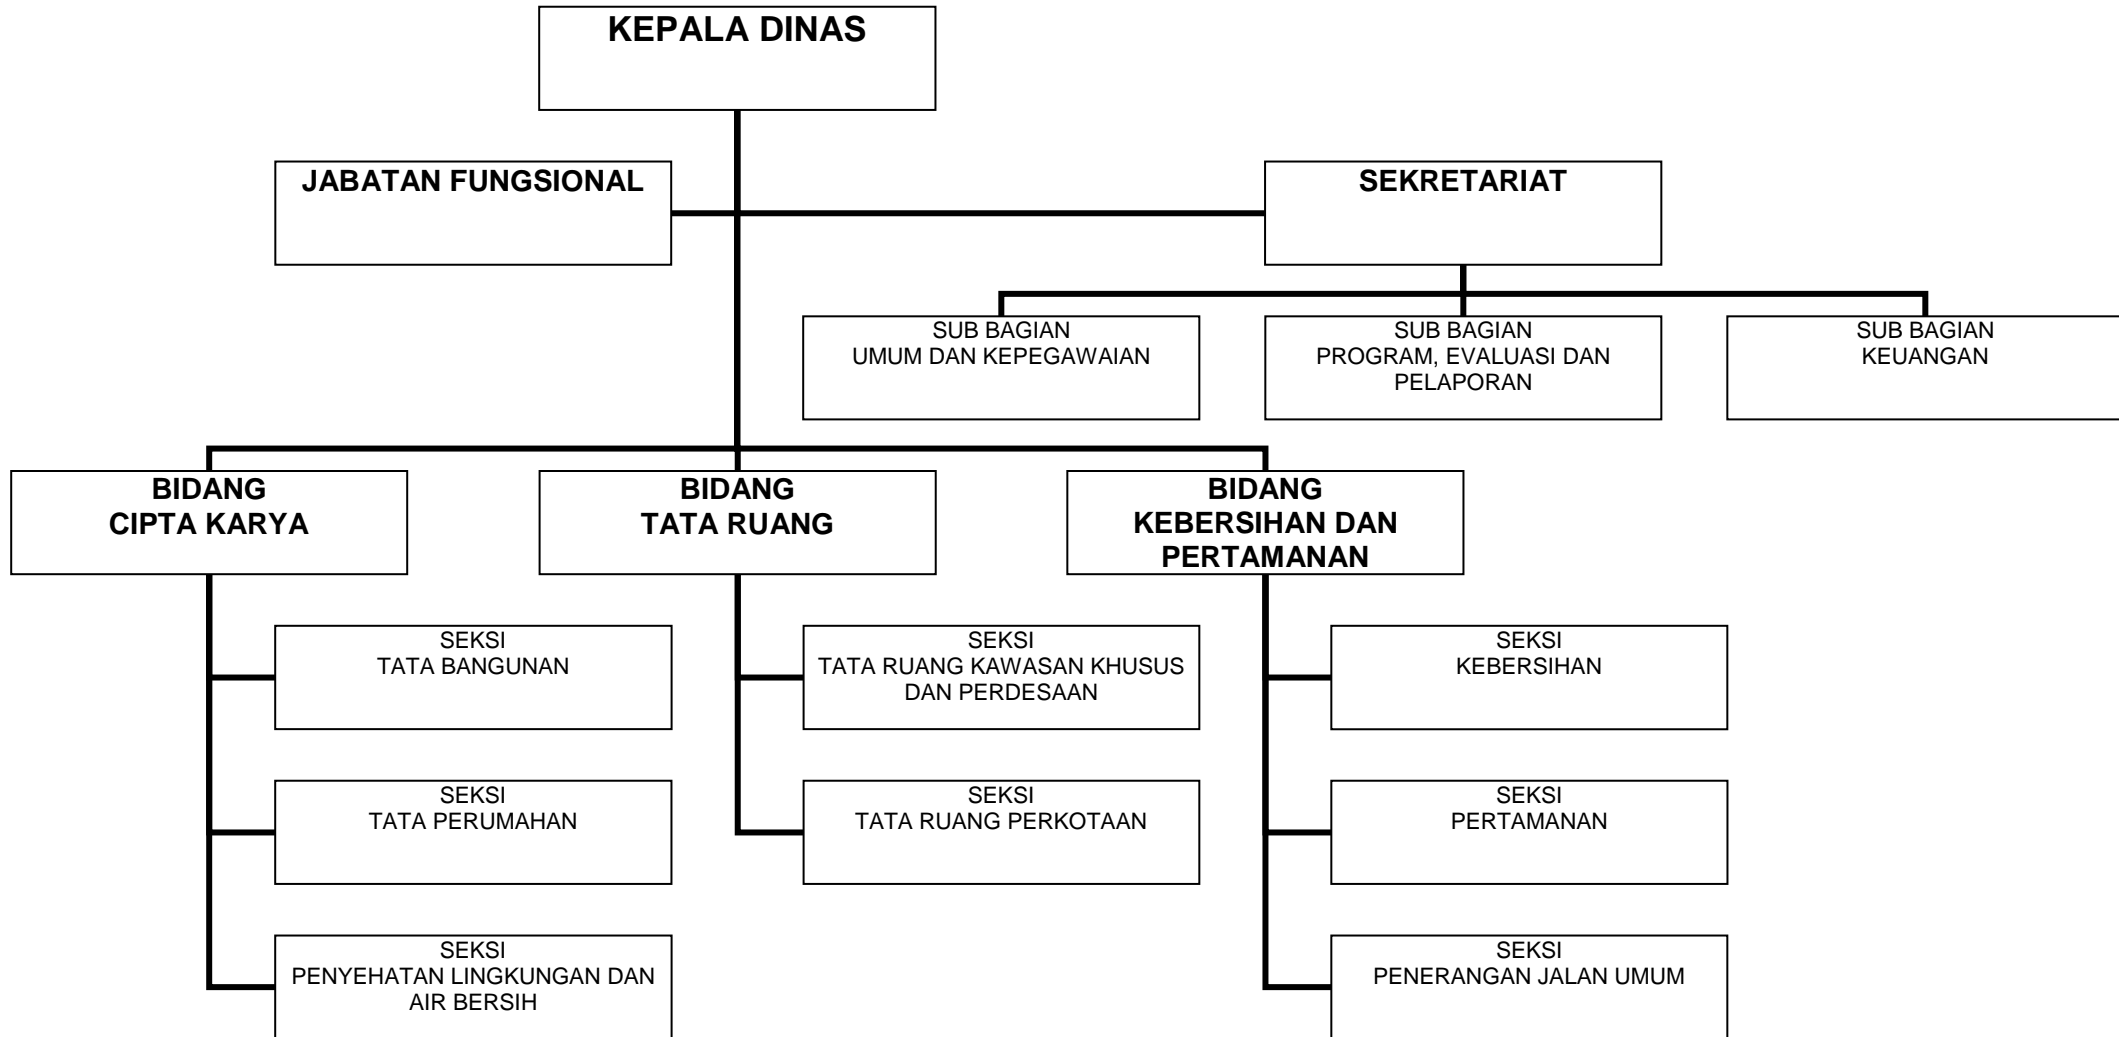 KEPALA DINAS
JABATAN FUNGSIONAL
SEKRETARIAT
SUB BAGIAN
UMUM DAN KEPEGAWAIAN
SUB BAGIAN
PROGRAM, EVALUASI DAN
PELAPORAN
SUB BAGIAN
KEUANGAN
BIDANG
CIPTA KARYA
BIDANG
TATA RUANG
BIDANG
KEBERSIHAN DAN
PERTAMANAN
SEKSI
TATA BANGUNAN
SEKSI
TATA RUANG KAWASAN KHUSUS
DAN PERDESAAN
SEKSI
KEBERSIHAN
SEKSI
TATA PERUMAHAN
SEKSI
TATA RUANG PERKOTAAN
SEKSI
PERTAMANAN
SEKSI
PENYEHATAN LINGKUNGAN DAN
AIR BERSIH
SEKSI
PENERANGAN JALAN UMUM